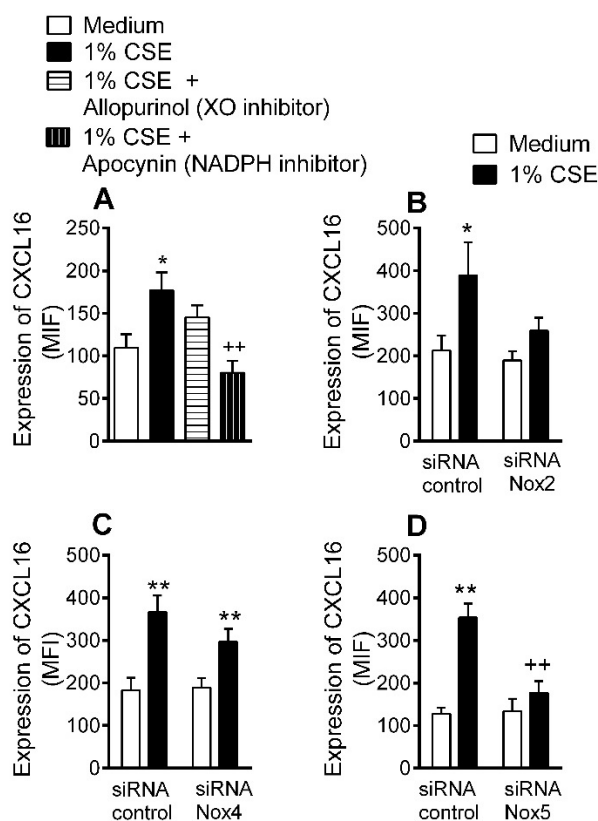 Medium
1% CSE
1% CSE +
Allopurinol (XO inhibitor)
1% CSE +
Apocynin (NADPH inhibitor)
Medium
1% CSE
A
Expression of CXCL16
(MIF)
250
200
150
100
50
0
*
++
B
Expression of CXCL16
(MIF)
500
400
300
200
100
0
*
siRNA control
siRNA Nox2
C
Expression of CXCL16
(MFI)
500
400
300
200
100
0
**
**
siRNA control
siRNA Nox4
D
Expression of CXCL16
(MIF)
500
400
300
200
100
0
**
++
siRNA control
siRNA Nox5